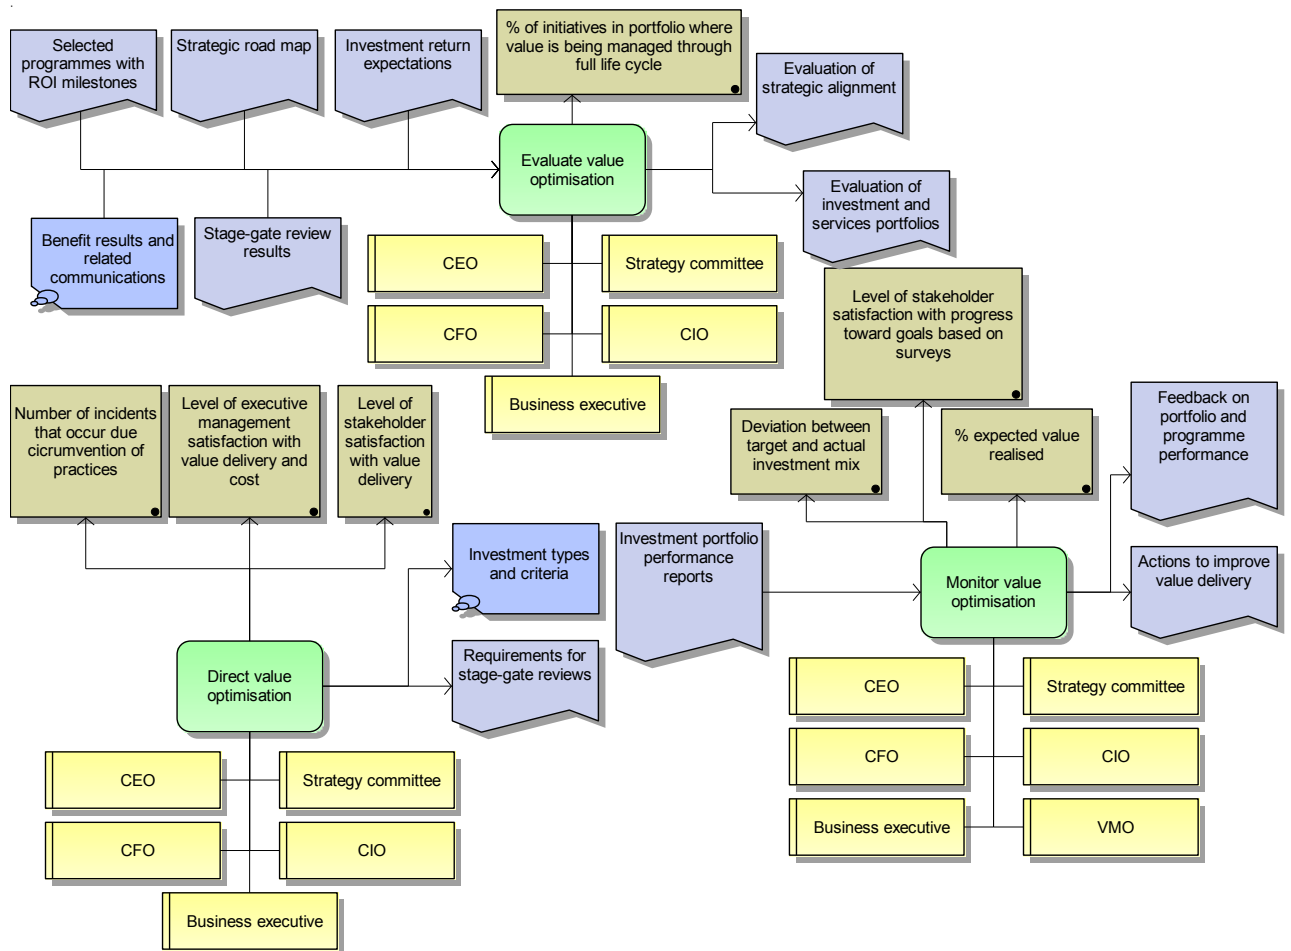 Selected
programmes with
ROI milestones
Strategic road map
Investment return
expectations
% of initiatives in portfolio where
value is being managed through
full life cycle
Evaluation of
strategic alignment
Evaluate value
optimisation
Evaluation of
investment and
services portfolios
Benefit results and
related
communications
Stage-gate review
results
CEO
Strategy committee
CFO
CIO
Business executive
Level of stakeholder
satisfaction with progress
toward goals based on
surveys
Number of incidents
that occur due
cicrumvention of
practices
Level of executive
management
satisfaction with
value delivery and
cost
Level of
stakeholder
satisfaction
with value
delivery
Deviation between
target and actual
investment mix
% expected value
realised
Feedback on
portfolio and
programme
performance
Investment types
and criteria
Investment portfolio
performance
reports
Monitor value
optimisation
Actions to improve
value delivery
Direct value
optimisation
Requirements for
stage-gate reviews
CEO
Strategy committee
CFO
CIO
Business executive
VMO
CEO
Strategy committee
CFO
CIO
Business executive